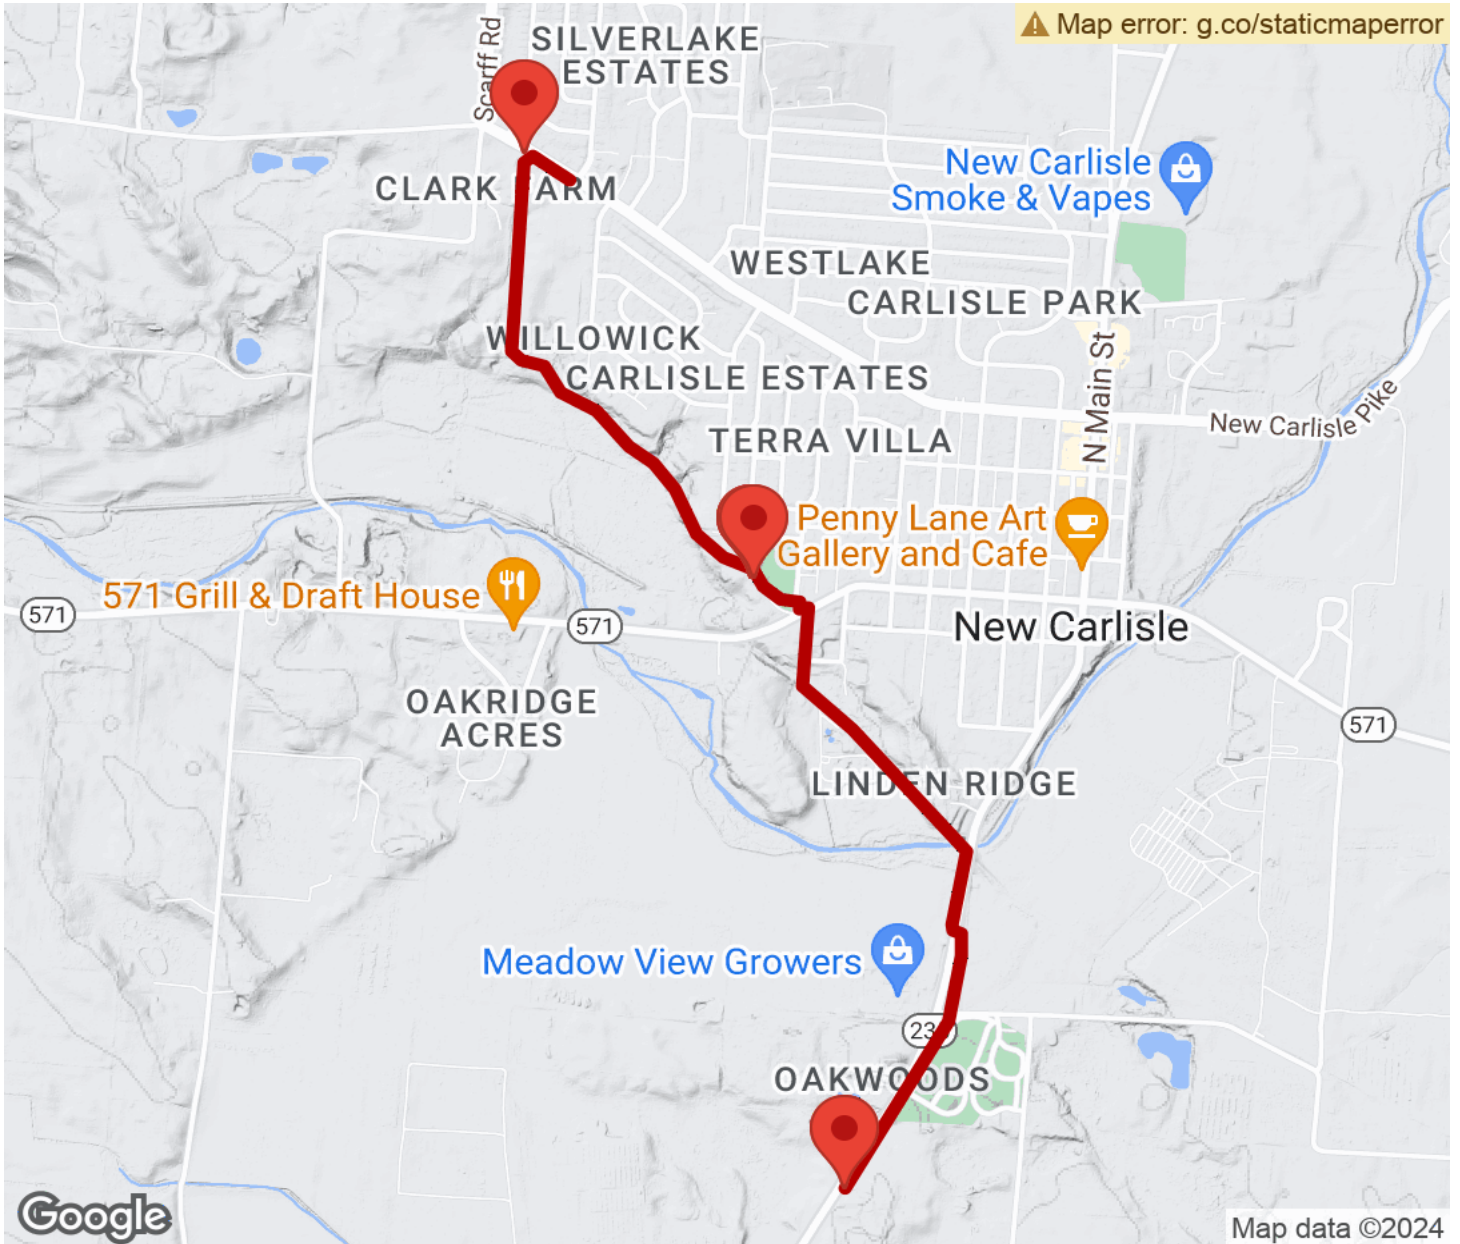 Map error: g.co/staticmaperror
Scarff Rd
SILVERLAKE
ESTATES
New Carlisle
Smoke & Vapes
CLARK FARM
WESTLAKE
CARLISLE PARK
WILLOWICK
CARLISLE ESTATES
N Main St
New Carlisle Pike
TERRA VILLA
Penny Lane Art
Gallery and Cafe
571 Grill & Draft House
571
571
New Carlisle
OAKRIDGE
ACRES
571
LINDEN RIDGE
Meadow View Growers
OAKWOODS
Google
Map data ©2024